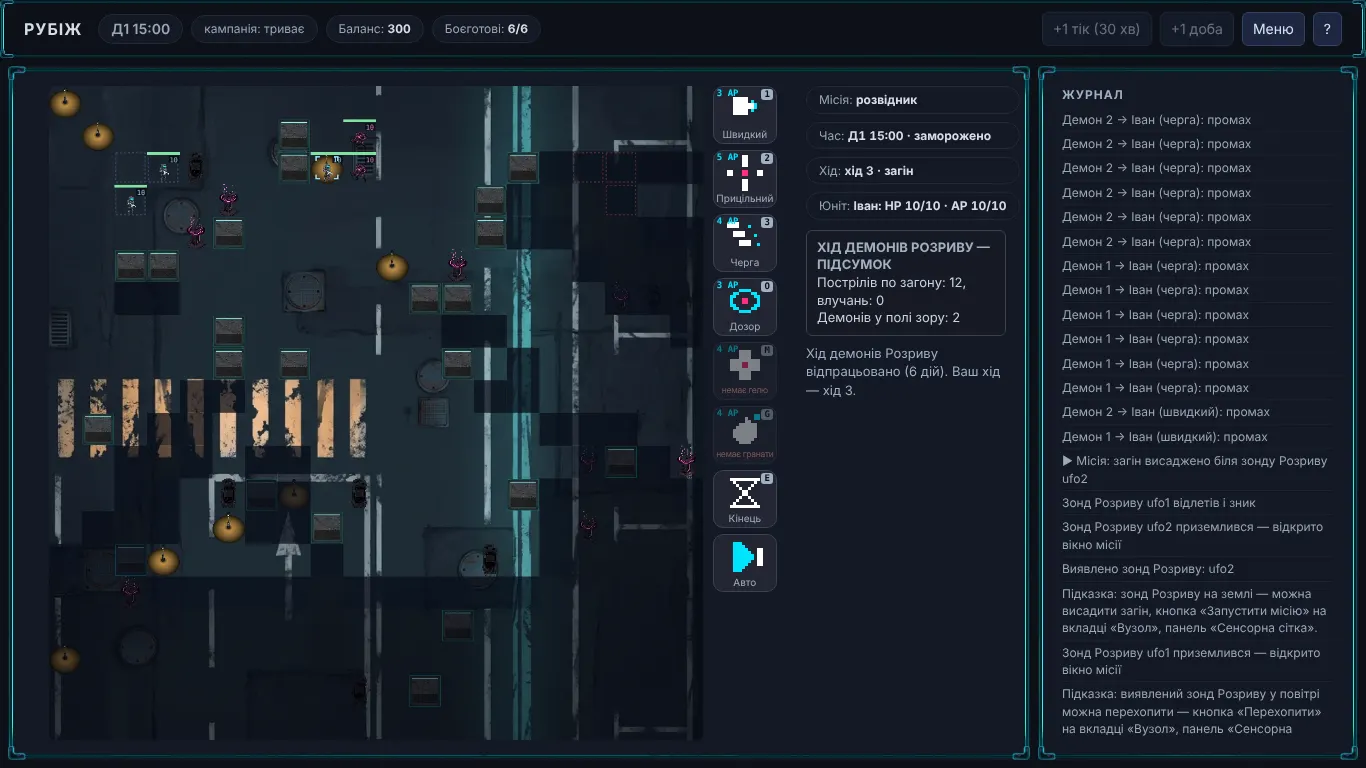 РУБІЖ
Д1 15:00
кампанія: триває
Баланс: 300
Боєготові: 6/6
+1 тік (30 хв)
+1 доба
Меню
?
10
10
10
10
3 AP 1
Швидкий
5 AP 2
Прицільний
4 AP 3
Черга
3 AP 0
Дозор
4 AP M
немає гелю
4 AP G
немає гранати
E
Кінець
Авто
Місія: розвідник
Час: Д1 15:00 · заморожено
Хід: хід 3 · загін
Юніт: Іван: HP 10/10 · AP 10/10
ХІД ДЕМОНІВ РОЗРИВУ —
ПІДСУМОК
Пострілів по загону: 12,
влучань: 0
Демонів у полі зору: 2
Хід демонів Розриву
відпрацьовано (6 дій). Ваш хід
— хід 3.
ЖУРНАЛ
Демон 2 → Іван (черга): промах
Демон 2 → Іван (черга): промах
Демон 2 → Іван (черга): промах
Демон 2 → Іван (черга): промах
Демон 2 → Іван (черга): промах
Демон 2 → Іван (черга): промах
Демон 1 → Іван (черга): промах
Демон 1 → Іван (черга): промах
Демон 1 → Іван (черга): промах
Демон 1 → Іван (черга): промах
Демон 1 → Іван (черга): промах
Демон 1 → Іван (черга): промах
Демон 2 → Іван (швидкий): промах
Демон 1 → Іван (швидкий): промах
▶ Місія: загін висаджено біля зонду Розриву
ufo2
Зонд Розриву ufo1 відлетів і зник
Зонд Розриву ufo2 приземлився — відкрито
вікно місії
Виявлено зонд Розриву: ufo2
Підказка: зонд Розриву на землі — можна
висадити загін, кнопка «Запустити місію» на
вкладці «Вузол», панель «Сенсорна сітка».
Зонд Розриву ufo1 приземлився — відкрито
вікно місії
Підказка: виявлений зонд Розриву у повітрі
можна перехопити — кнопка «Перехопити»
на вкладці «Вузол», панель «Сенсорна